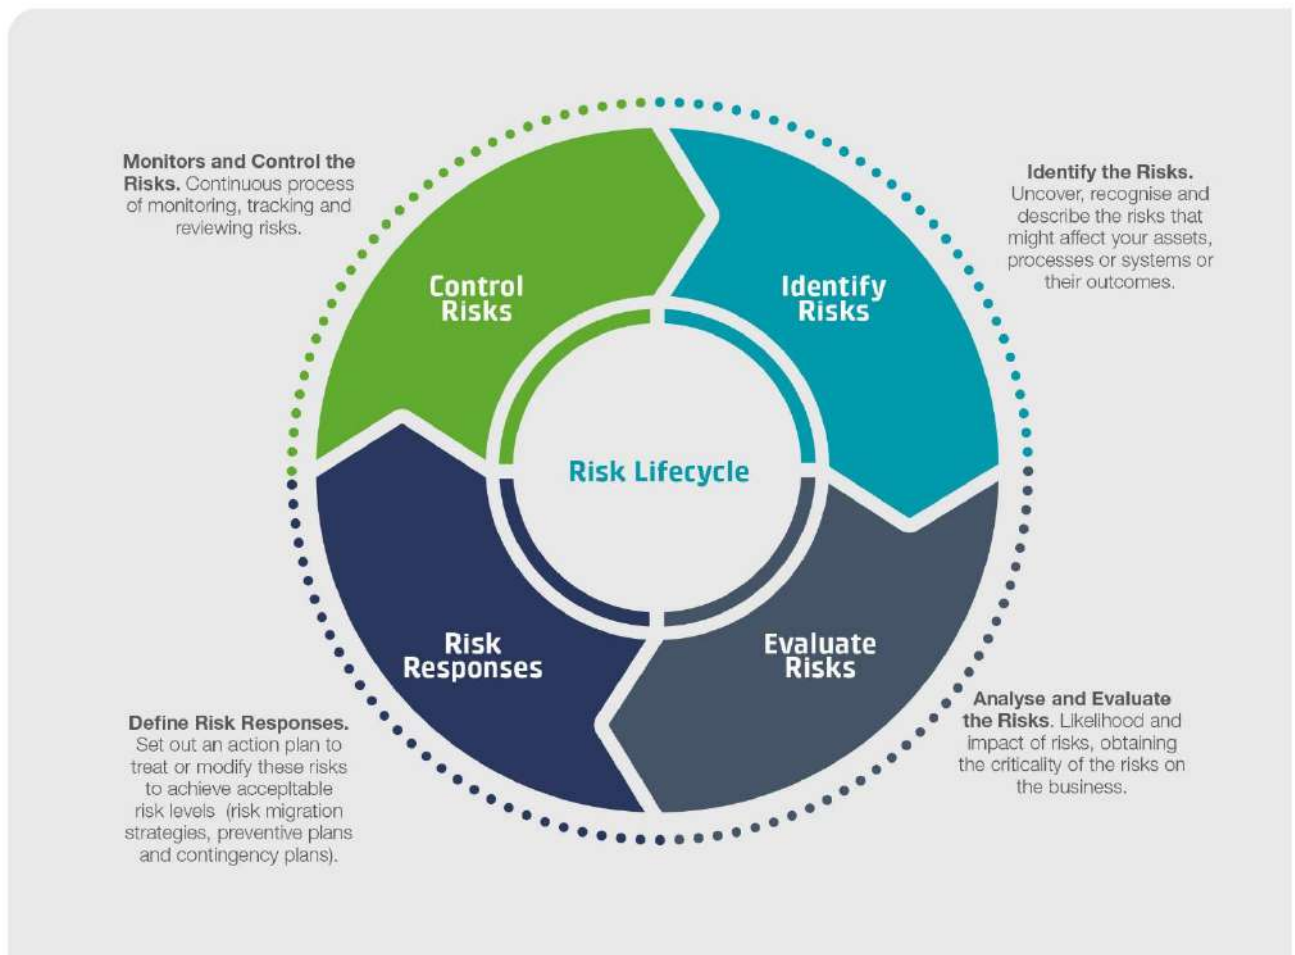 Monitors and Control the
Risks. Continuous process
of monitoring, tracking and
reviewing risks.
Identify the Risks.
Uncover, recognise and
describe the risks that
might affect your assets,
processes or systems or
their outcomes.
Control
Risks
Identify
Risks
Risk Lifecycle
Risk
Responses
Evaluate
Risks
Define Risk Responses.
Set out an action plan to
treat or modify these risks
to achieve accepltable
risk levels (risk migration
strategies, preventive plans
and contingency plans).
Analyse and Evaluate
the Risks. Likelihood and
impact of risks, obtaining
the criticality of the risks on
the business.